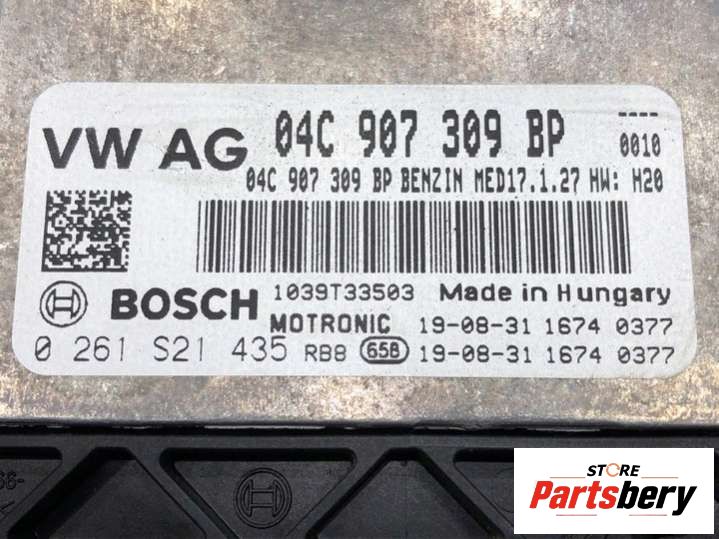 VW AG 04C 907 309 BP ----
0010
04C 907 309 BP BENZIN MED17.1.27 HW: H20
BOSCH 1039T33503 Made in Hungary
MOTRONIC 19-08-31 1674 0377
0 261 S21 435 RB8 658 19-08-31 1674 0377
66-
STORE
Partsbery